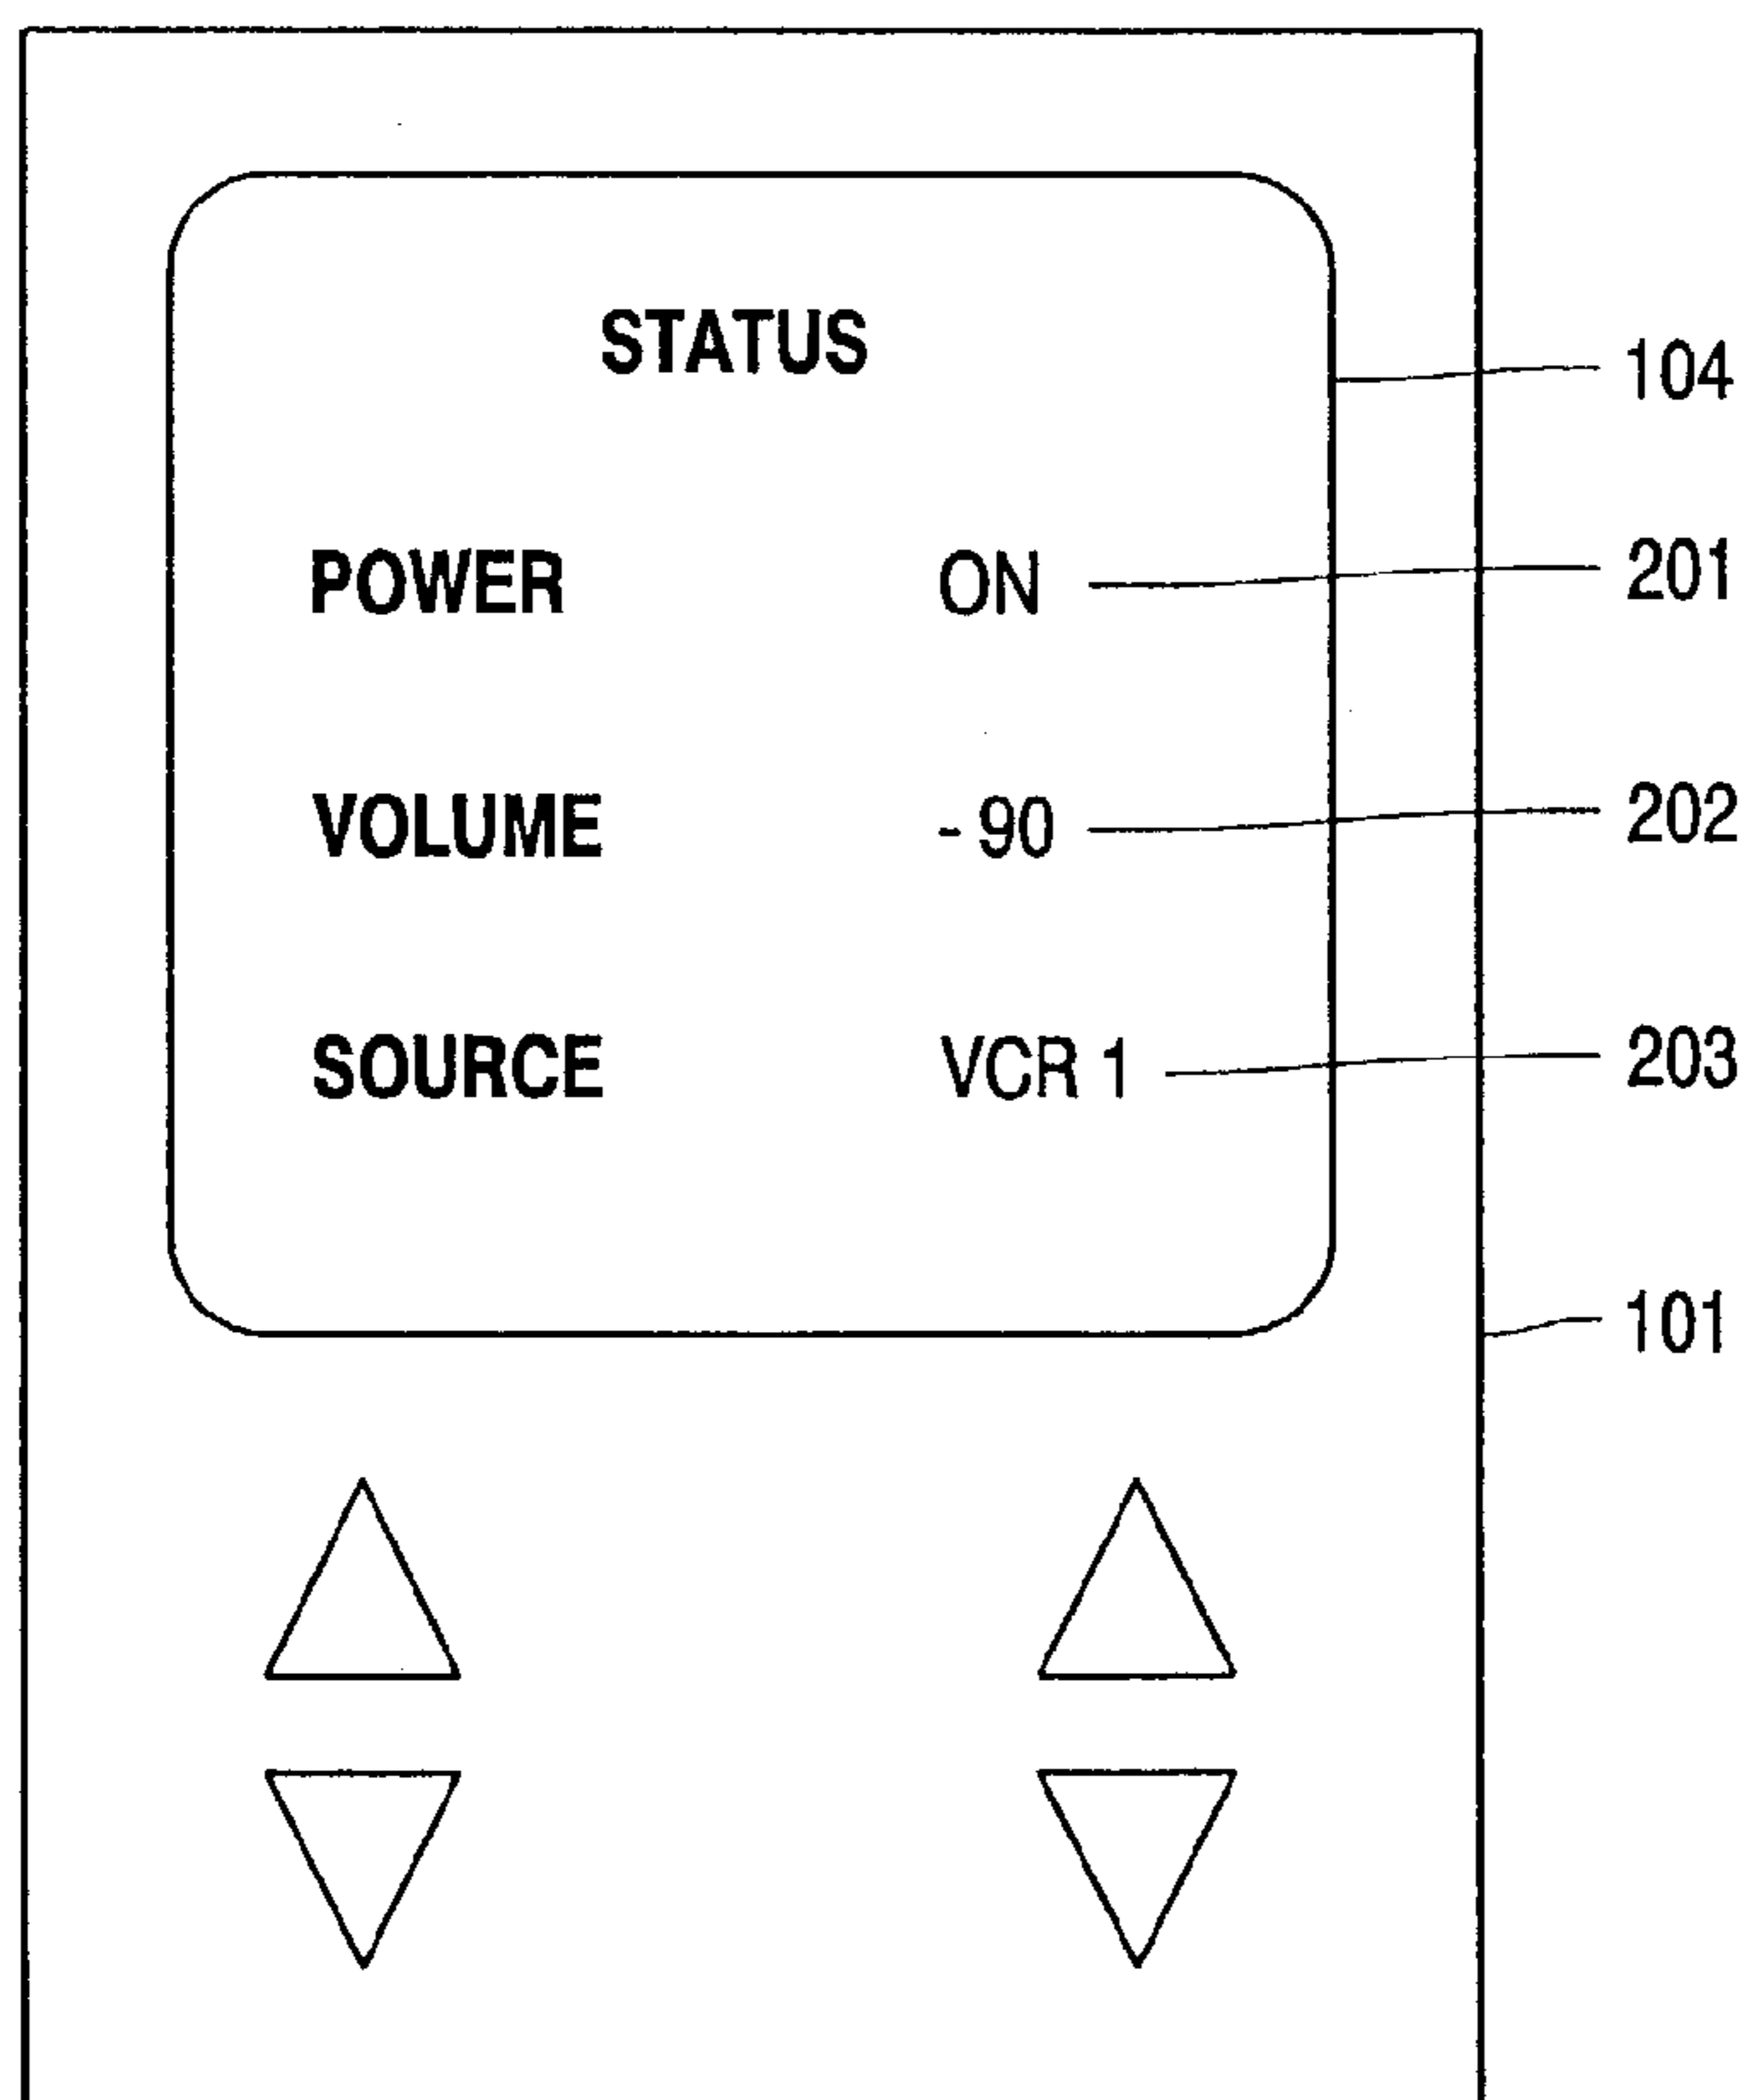 STATUS
104
POWER ON
201
VOLUME -90
202
SOURCE VCR 1
203
101